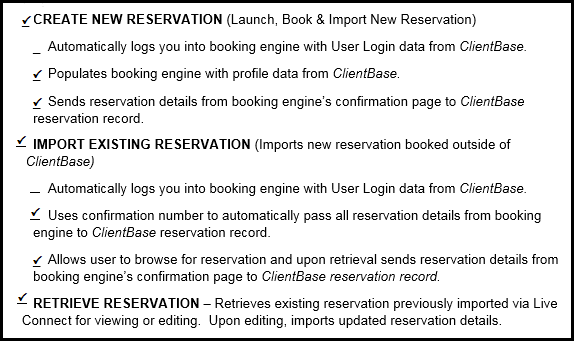 ✓ CREATE NEW RESERVATION (Launch, Book & Import New Reservation)
_ Automatically logs you into booking engine with User Login data from ClientBase.
✓ Populates booking engine with profile data from ClientBase.
✓ Sends reservation details from booking engine's confirmation page to ClientBase
reservation record.
✓ IMPORT EXISTING RESERVATION (Imports new reservation booked outside of
ClientBase)
_ Automatically logs you into booking engine with User Login data from ClientBase.
✓ Uses confirmation number to automatically pass all reservation details from booking
engine to ClientBase reservation record.
✓ Allows user to browse for reservation and upon retrieval sends reservation details from
booking engine's confirmation page to ClientBase reservation record.
✓ RETRIEVE RESERVATION – Retrieves existing reservation previously imported via Live
Connect for viewing or editing.  Upon editing, imports updated reservation details.